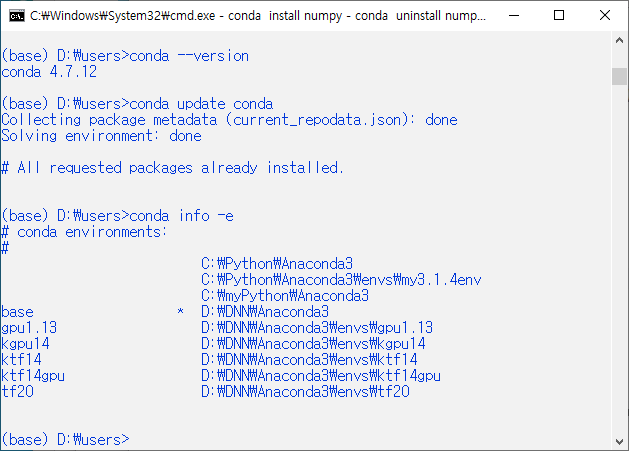 C:₩Windows₩System32₩cmd.exe - conda  install numpy - conda  uninstall nump...
(base) D:₩users>conda --version
conda 4.7.12
(base) D:₩users>conda update conda
Collecting package metadata (current_repodata.json): done
Solving environment: done
# All requested packages already installed.
(base) D:₩users>conda info -e
# conda environments:
#
C:₩Python₩Anaconda3
C:₩Python₩Anaconda3₩envs₩my3.1.4env
C:₩myPython₩Anaconda3
base                  *  D:₩DNN₩Anaconda3
gpu1.13                  D:₩DNN₩Anaconda3₩envs₩gpu1.13
kgpu14                   D:₩DNN₩Anaconda3₩envs₩kgpu14
ktf14                    D:₩DNN₩Anaconda3₩envs₩ktf14
ktf14gpu                 D:₩DNN₩Anaconda3₩envs₩ktf14gpu
tf20                     D:₩DNN₩Anaconda3₩envs₩tf20
(base) D:₩users>